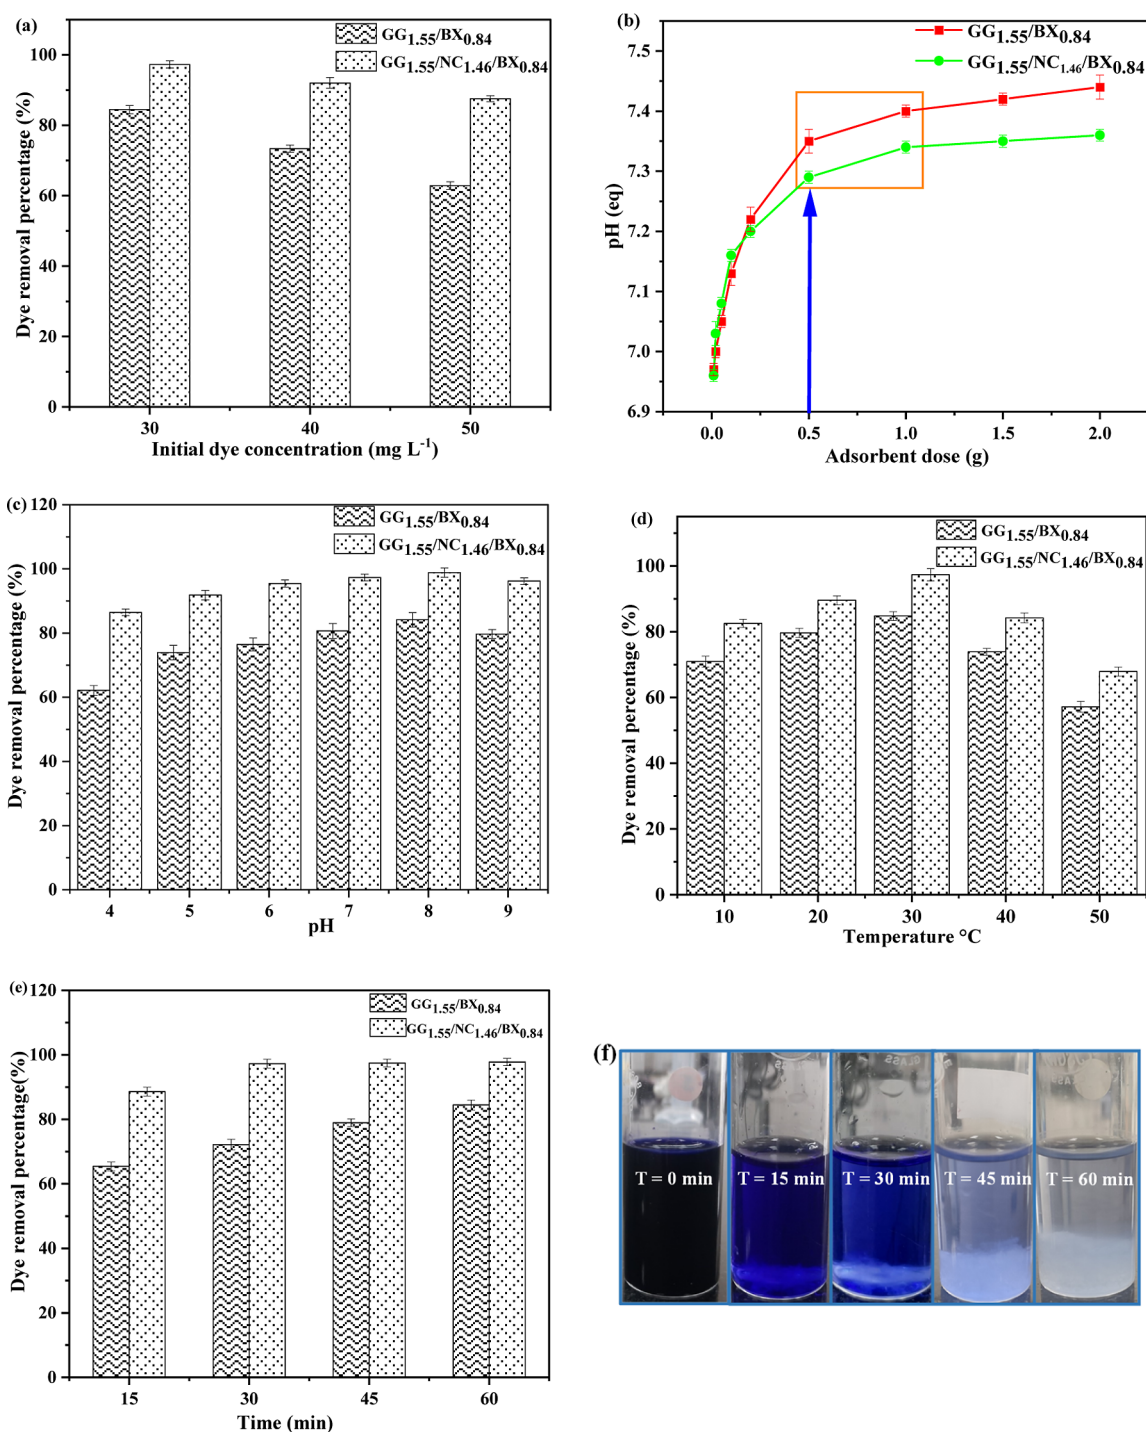 (a)
GG1.55/BX0.84
GG1.55/NC1.46/BX0.84
Dye removal percentage (%)
100
80
60
40
20
0
30
40
50
Initial dye concentration (mg L-1)
(b)
GG1.55/BX0.84
GG1.55/NC1.46/BX0.84
pH (eq)
7.5
7.4
7.3
7.2
7.1
7.0
6.9
0.0
0.5
1.0
1.5
2.0
Adsorbent dose (g)
(c)
GG1.55/BX0.84
GG1.55/NC1.46/BX0.84
Dye removal percentage (%)
120
100
80
60
40
20
0
4
5
6
7
8
9
pH
(d)
GG1.55/BX0.84
GG1.55/NC1.46/BX0.84
Dye removal percentage (%)
100
80
60
40
20
0
10
20
30
40
50
Temperature °C
(e)
GG1.55/BX0.84
GG1.55/NC1.46/BX0.84
Dye removal percentage(%)
120
100
80
60
40
20
0
15
30
45
60
Time (min)
(f)
T = 0 min
T = 15 min
T = 30 min
T = 45 min
T = 60 min